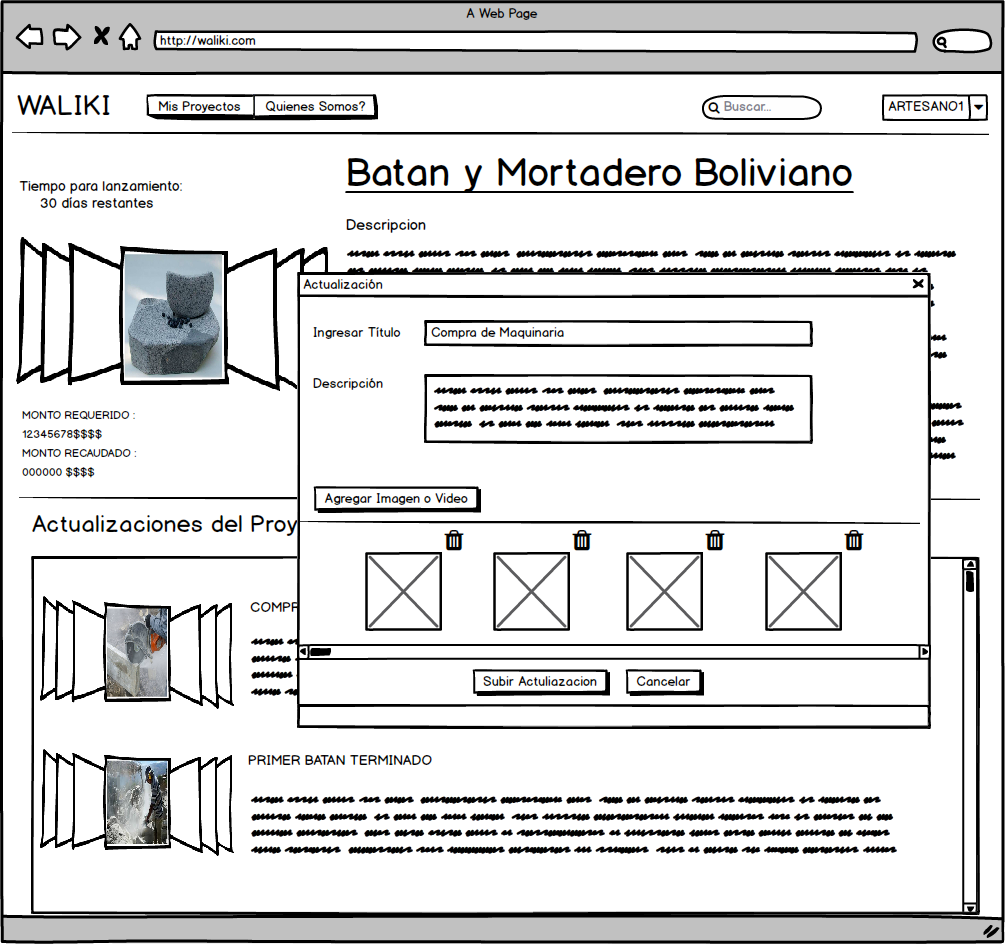 A Web Page
http://waliki.com
WALIKI
Mis Proyectos
Quienes Somos?
Buscar...
ARTESANO1
Tiempo para lanzamiento:
30 días restantes
Batan y Mortadero Boliviano
Descripcion
MONTO REQUERIDO :
12345678$$$$
MONTO RECAUDADO :
000000 $$$$
Actualización
Ingresar Título
Compra de Maquinaria
Descripción
Agregar Imagen o Video
Subir Actuliazacion
Cancelar
Actualizaciones del Proy
COMPR
PRIMER BATAN TERMINADO